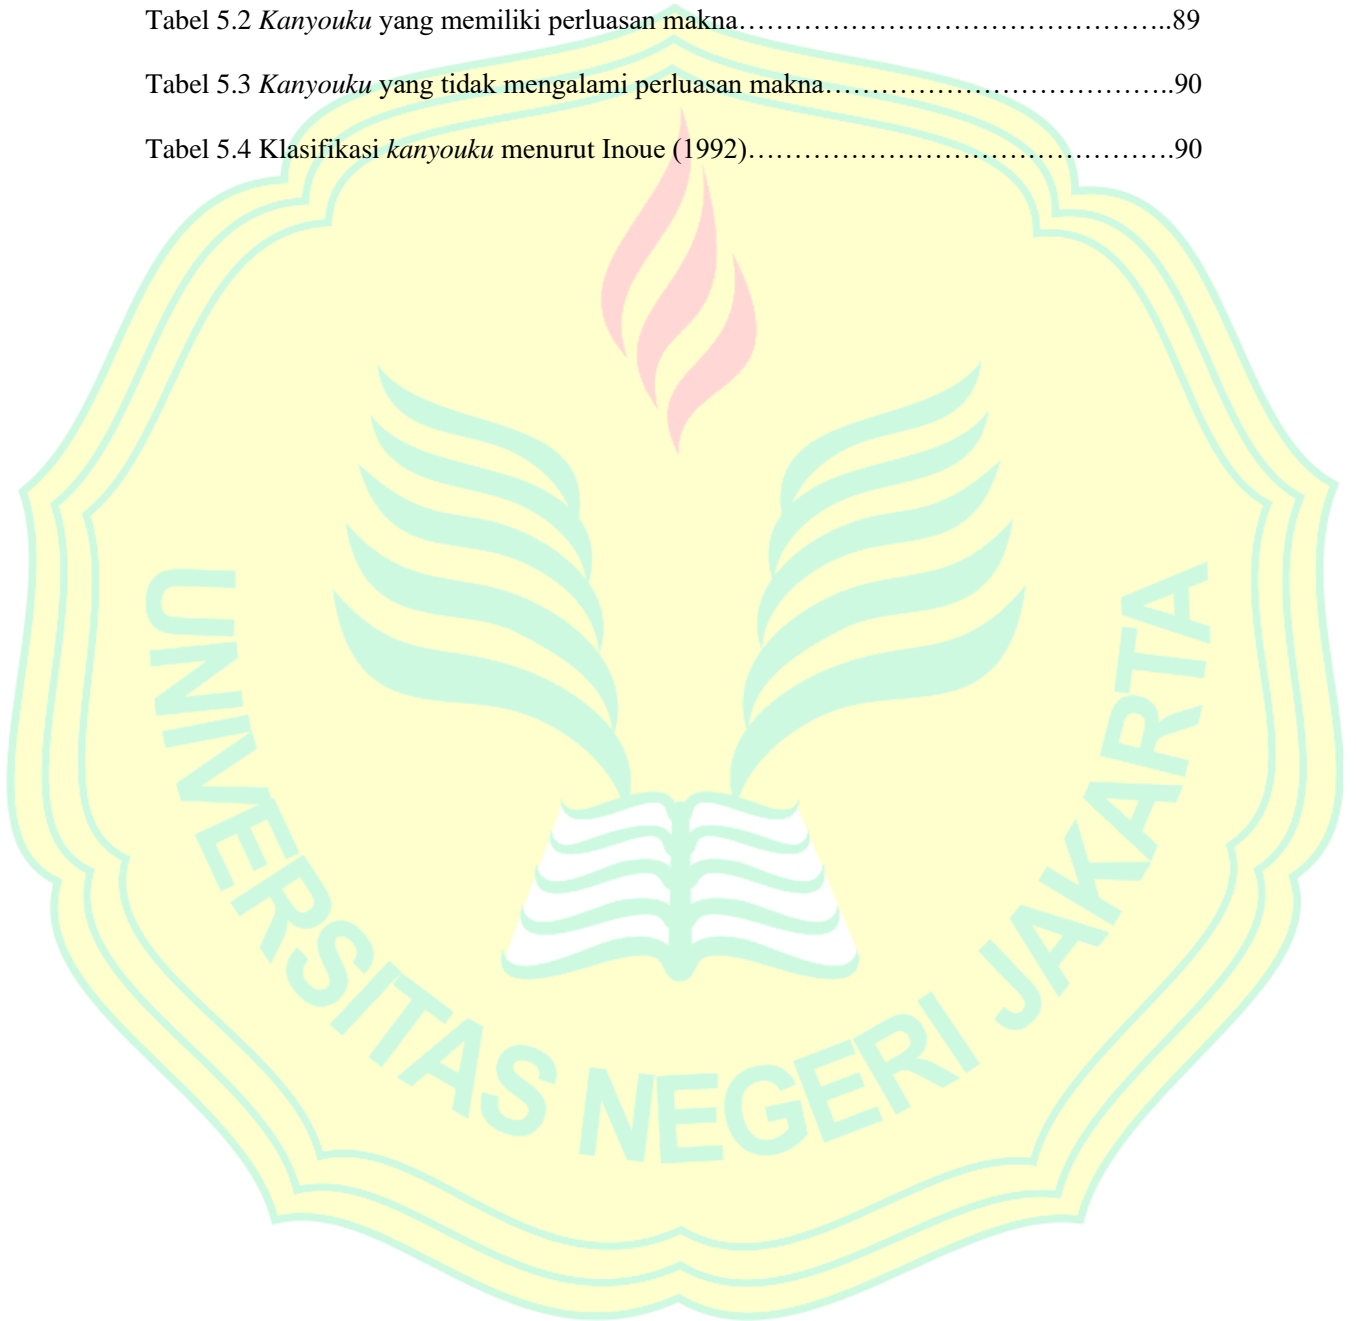 Tabel 5.2 Kanyouku yang memiliki perluasan makna………………………………………..89
Tabel 5.3 Kanyouku yang tidak mengalami perluasan makna………………………………..90
Tabel 5.4 Klasifikasi kanyouku menurut Inoue (1992)……………………………………….90
UNIVERSITAS NEGERI JAKARTA